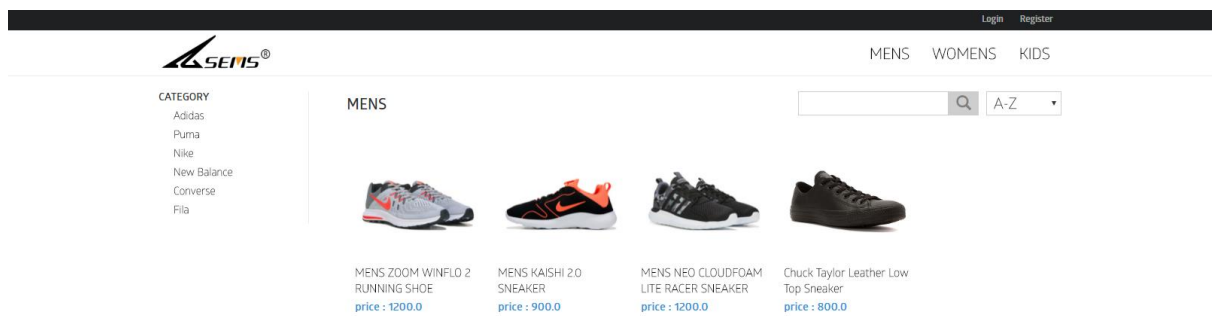 Login Register
SEMS®
MENS WOMENS KIDS
CATEGORY
Adidas
Puma
Nike
New Balance
Converse
Fila
MENS
A-Z
MENS ZOOM WINFLO 2
RUNNING SHOE
price : 1200.0
MENS KAISHI 2.0
SNEAKER
price : 900.0
MENS NEO CLOUDFOAM
LITE RACER SNEAKER
price : 1200.0
Chuck Taylor Leather Low
Top Sneaker
price : 800.0